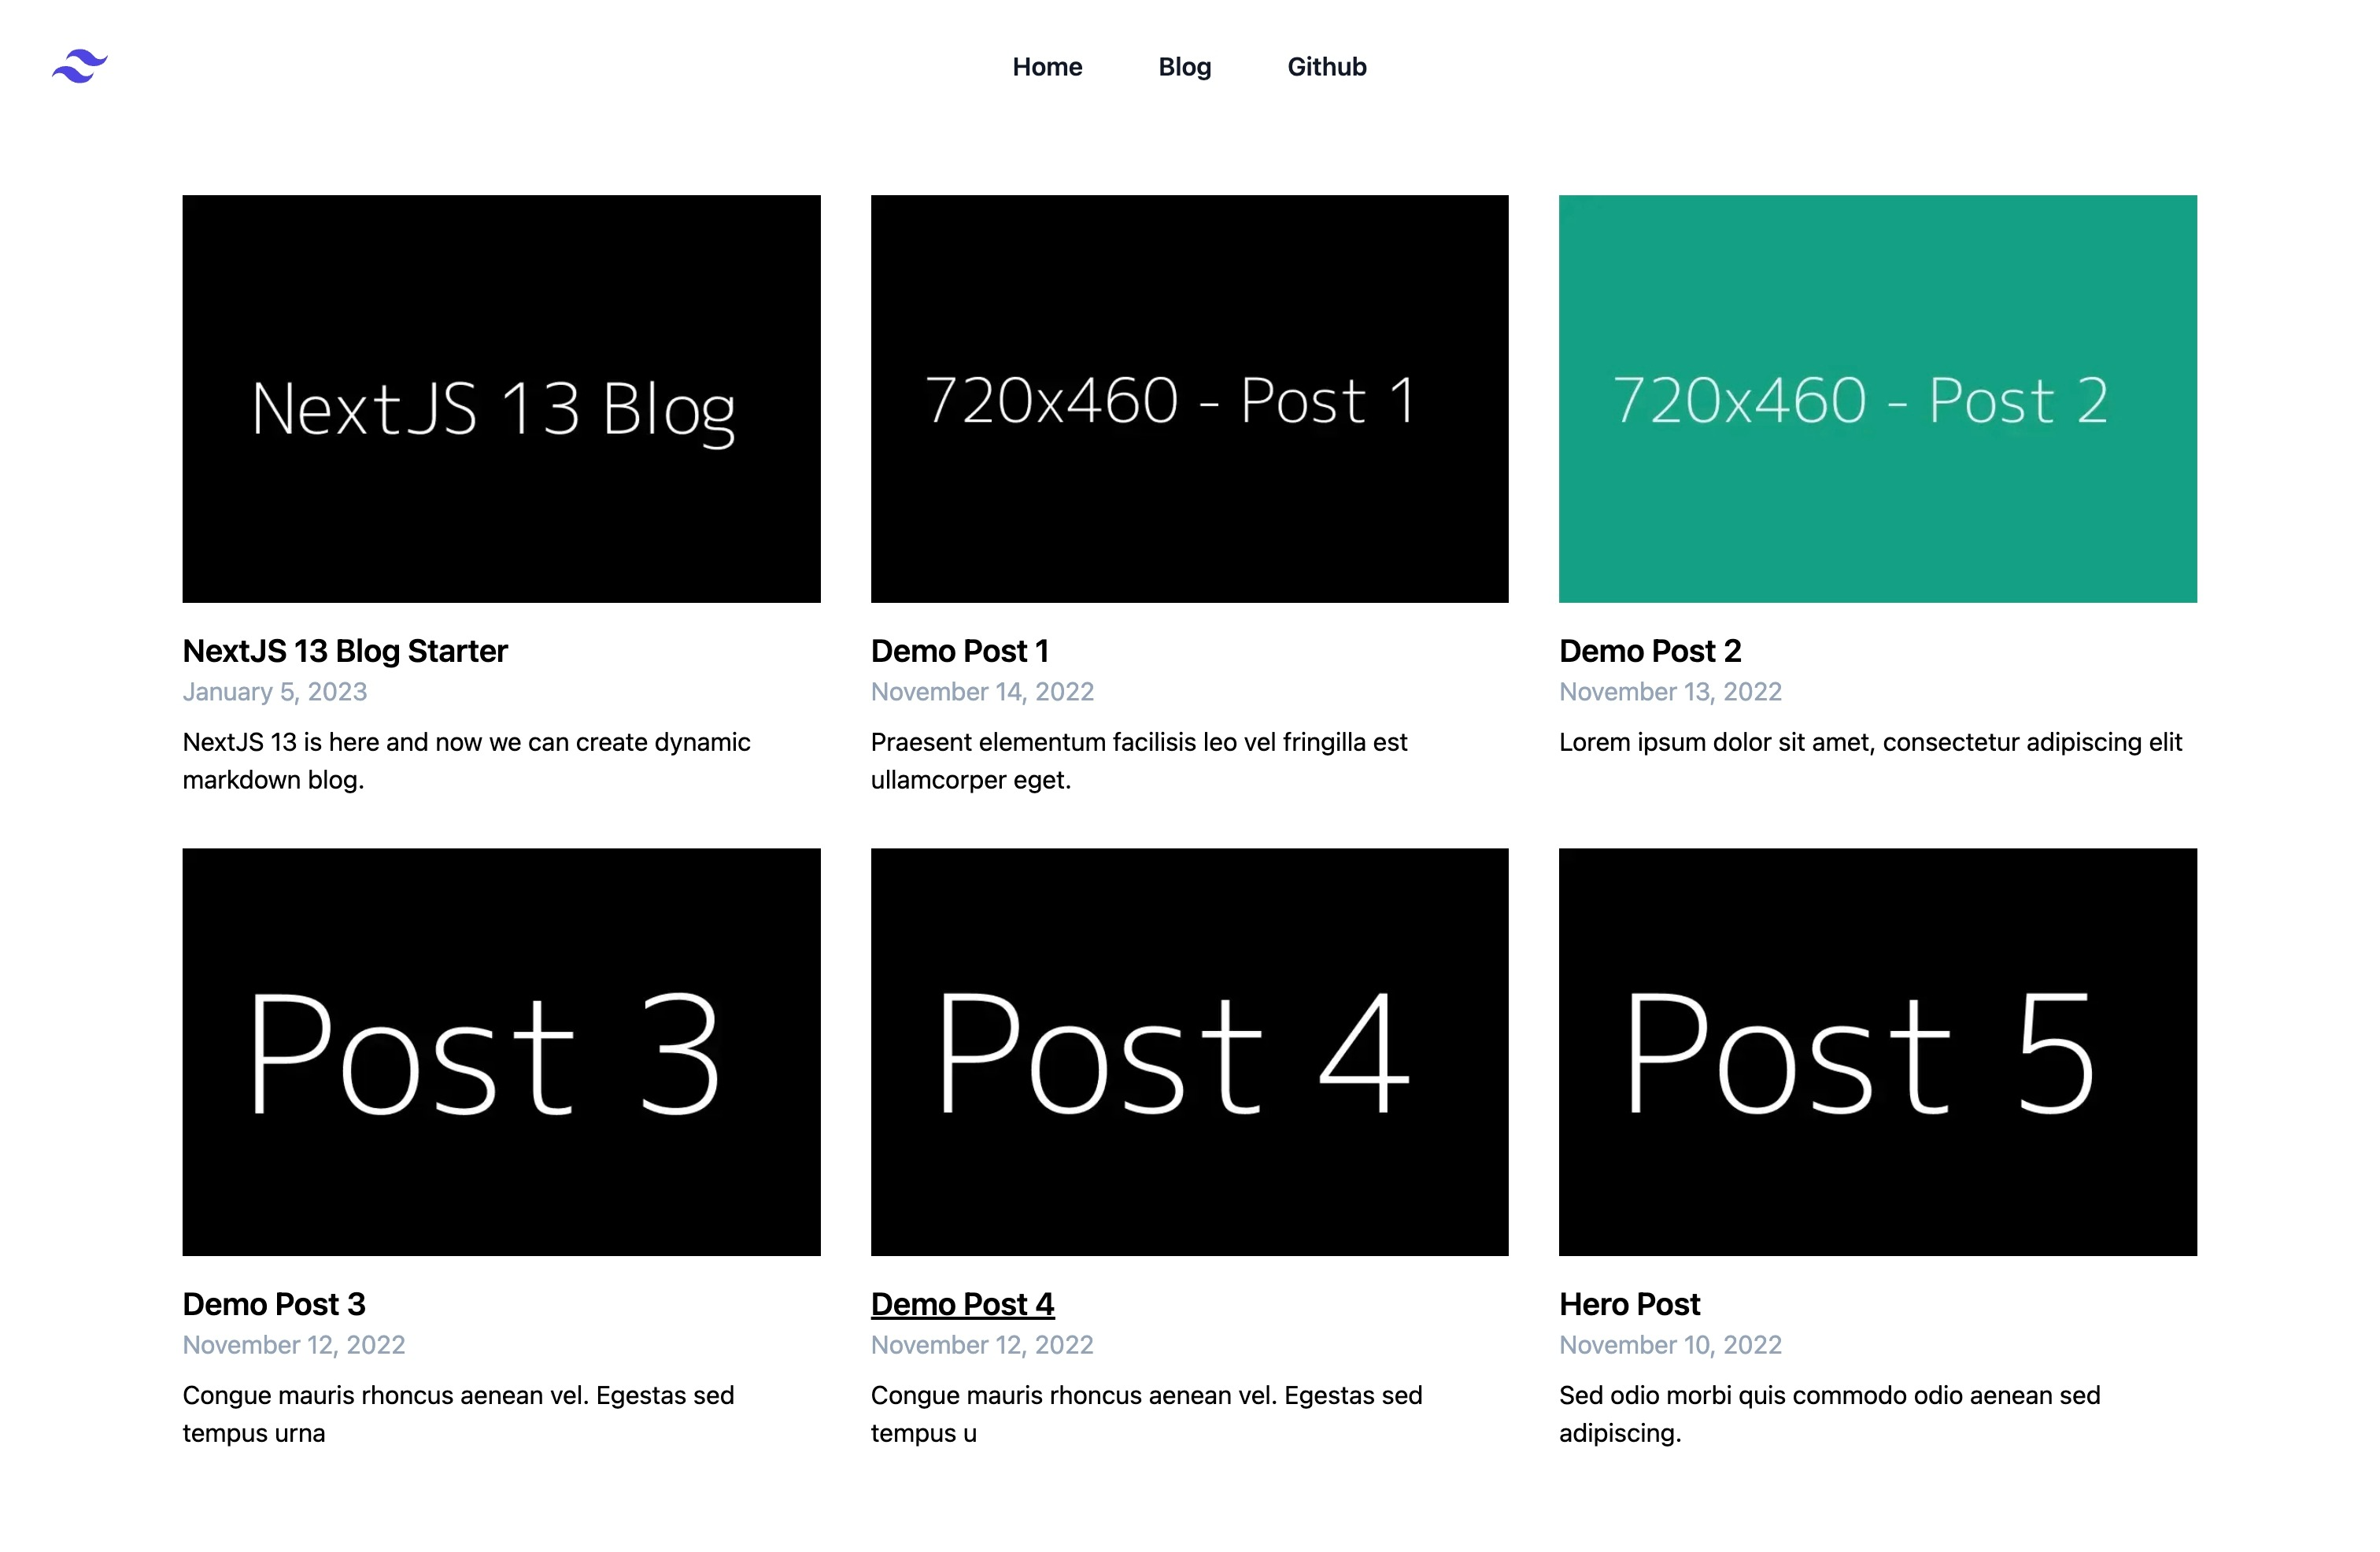 Home Blog Github
NextJS 13 Blog
720x460 - Post 1
720x460 - Post 2
NextJS 13 Blog Starter
January 5, 2023
NextJS 13 is here and now we can create dynamic
markdown blog.
Demo Post 1
November 14, 2022
Praesent elementum facilisis leo vel fringilla est
ullamcorper eget.
Demo Post 2
November 13, 2022
Lorem ipsum dolor sit amet, consectetur adipiscing elit
Post 3
Post 4
Post 5
Demo Post 3
November 12, 2022
Congue mauris rhoncus aenean vel. Egestas sed
tempus urna
Demo Post 4
November 12, 2022
Congue mauris rhoncus aenean vel. Egestas sed
tempus u
Hero Post
November 10, 2022
Sed odio morbi quis commodo odio aenean sed
adipiscing.